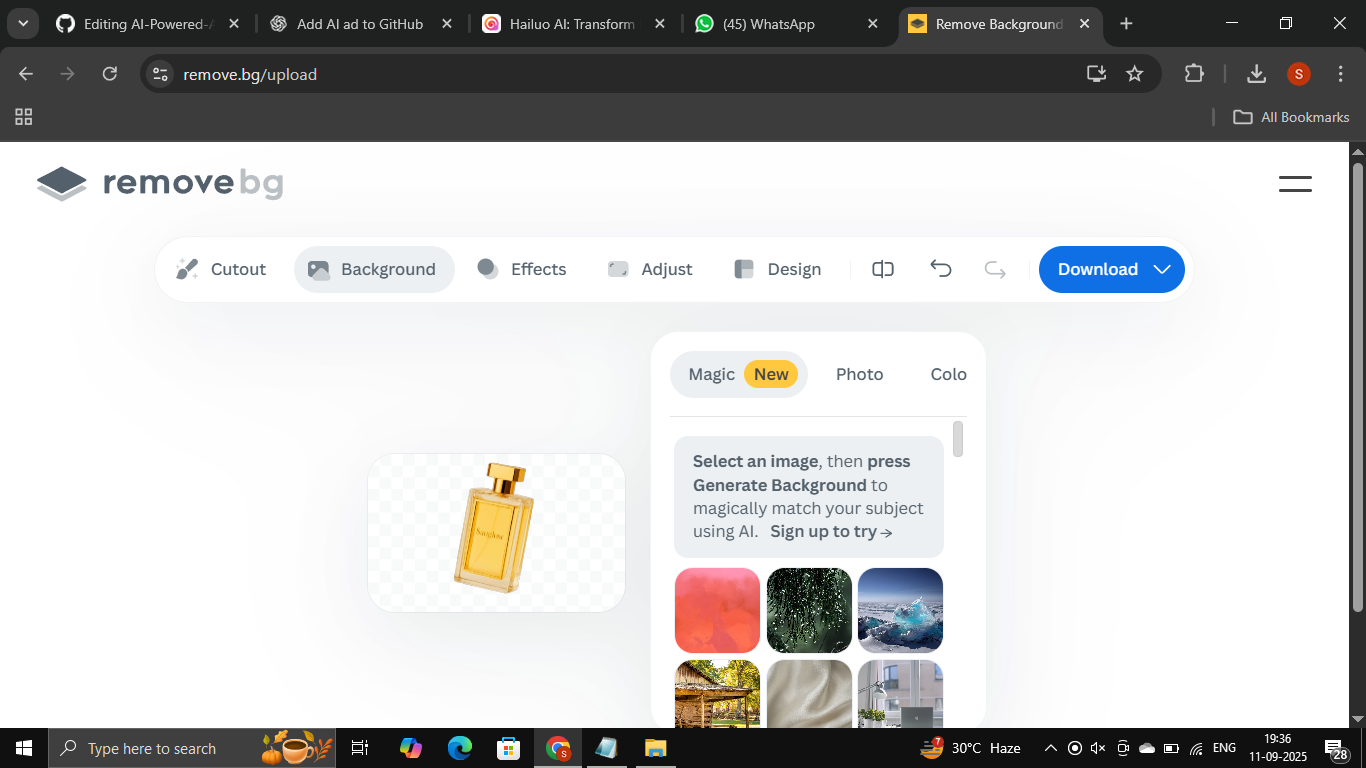 Editing AI-Powered-A
Add AI ad to GitHub
Hailuo AI: Transform
(45) WhatsApp
Remove Background
remove.bg/upload
S
All Bookmarks
removebg
Cutout
Background
Effects
Adjust
Design
Download
Magic New
Photo
Colo
Select an image, then press
Generate Background to
magically match your subject
using AI. Sign up to try →
Type here to search
7
30°C Haze
ENG
19:36
11-09-2025
28